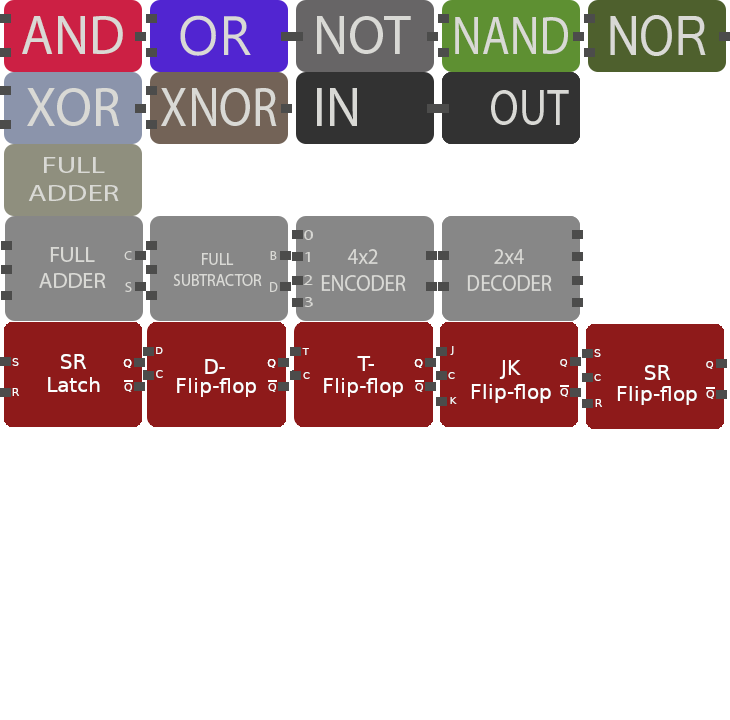 AND OR NOT NAND NOR
XOR XNOR IN OUT
FULL
ADDER
FULL
ADDER
C
S
FULL
SUBTRACTOR
B
D
0
1
2
3
4x2
ENCODER
2x4
DECODER
S
R
SR
Latch
Q
Q̅
D
C
D-
Flip-flop
Q
Q̅
T
C
T-
Flip-flop
Q
Q̅
J
C
K
JK
Flip-flop
Q
Q̅
S
C
R
SR
Flip-flop
Q
Q̅